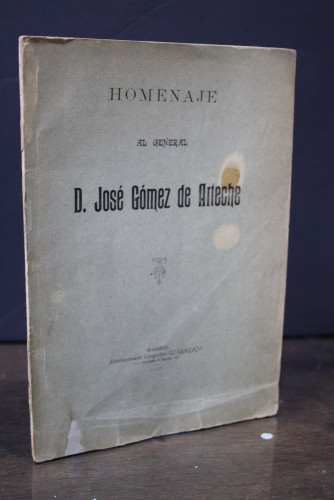 HOMENAJE
AL GENERAL
D. José Gómez de Arteche
MADRID